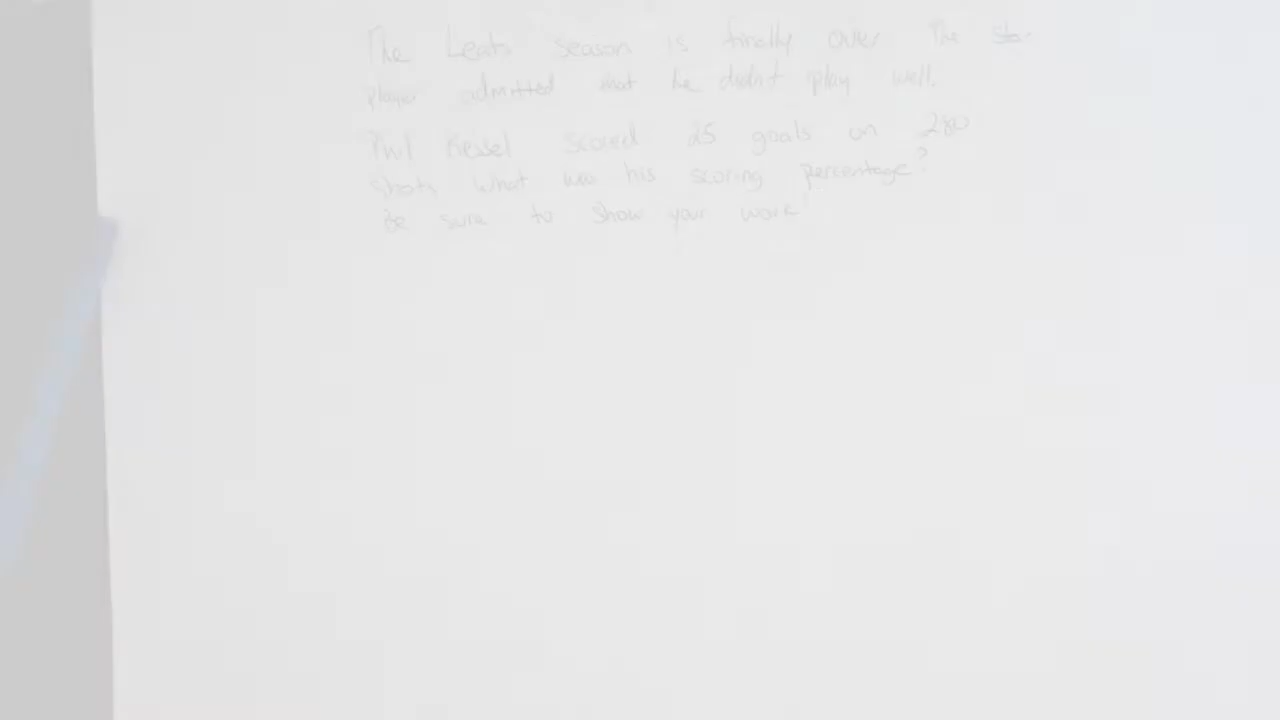 The Leafs season is finally over The
player admitted that he didn't play well.
Phil Kessel scored 25 goals on 280
shots what was his scoring percentage?
Be sure to show your work!